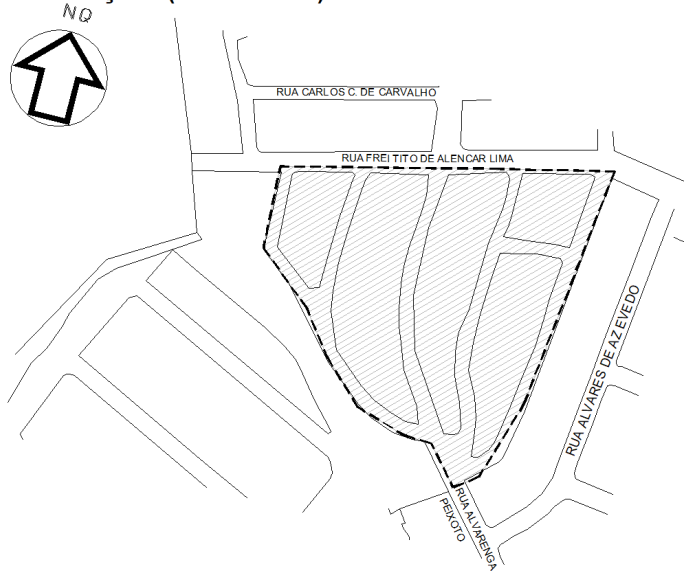 NQ
RUA CARLOS C. DE CARVALHO
RUA FREI TITO DE ALENCAR LIMA
RUA ALVARES DE AZEVEDO
RUA ALVARENGA
PEIXOTO